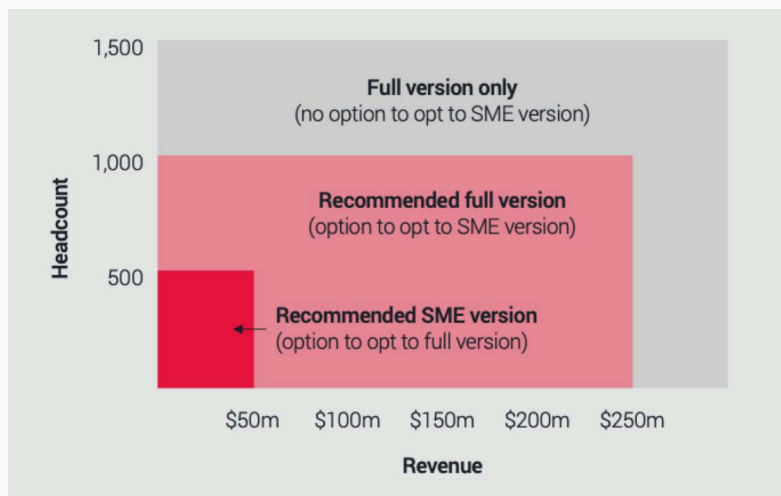 1,500
Full version only
(no option to opt to SME version)
1,000
Recommended full version
(option to opt to SME version)
Headcount
500
Recommended SME version
(option to opt to full version)
$50m $100m $150m $200m $250m
Revenue